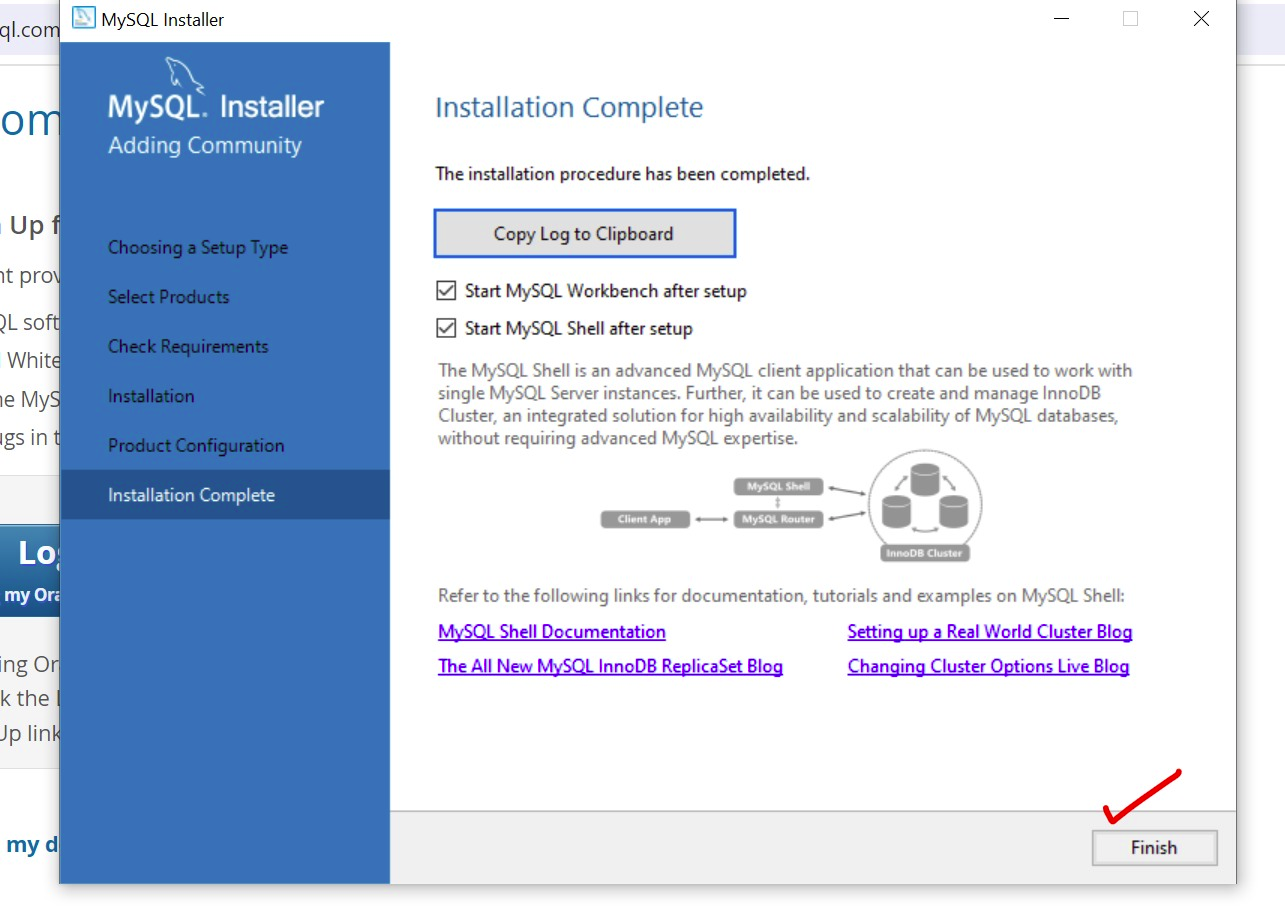 MySQL Installer
ql.com
om
Up f
nt prov
QL soft
White
ne MyS
ugs in t
Log
my Ora
ing Or
k the
Up link
my d
MySQL. Installer
Adding Community
Choosing a Setup Type
Select Products
Check Requirements
Installation
Product Configuration
Installation Complete
Installation Complete
The installation procedure has been completed.
Copy Log to Clipboard
Start MySQL Workbench after setup
Start MySQL Shell after setup
The MySQL Shell is an advanced MySQL client application that can be used to work with
single MySQL Server instances. Further, it can be used to create and manage InnoDB
Cluster, an integrated solution for high availability and scalability of MySQL databases,
without requiring advanced MySQL expertise.
MySQL Shell
Client App
MySQL Router
InnoDB Cluster
Refer to the following links for documentation, tutorials and examples on MySQL Shell:
MySQL Shell Documentation
Setting up a Real World Cluster Blog
The All New MySQL InnoDB ReplicaSet Blog
Changing Cluster Options Live Blog
Finish